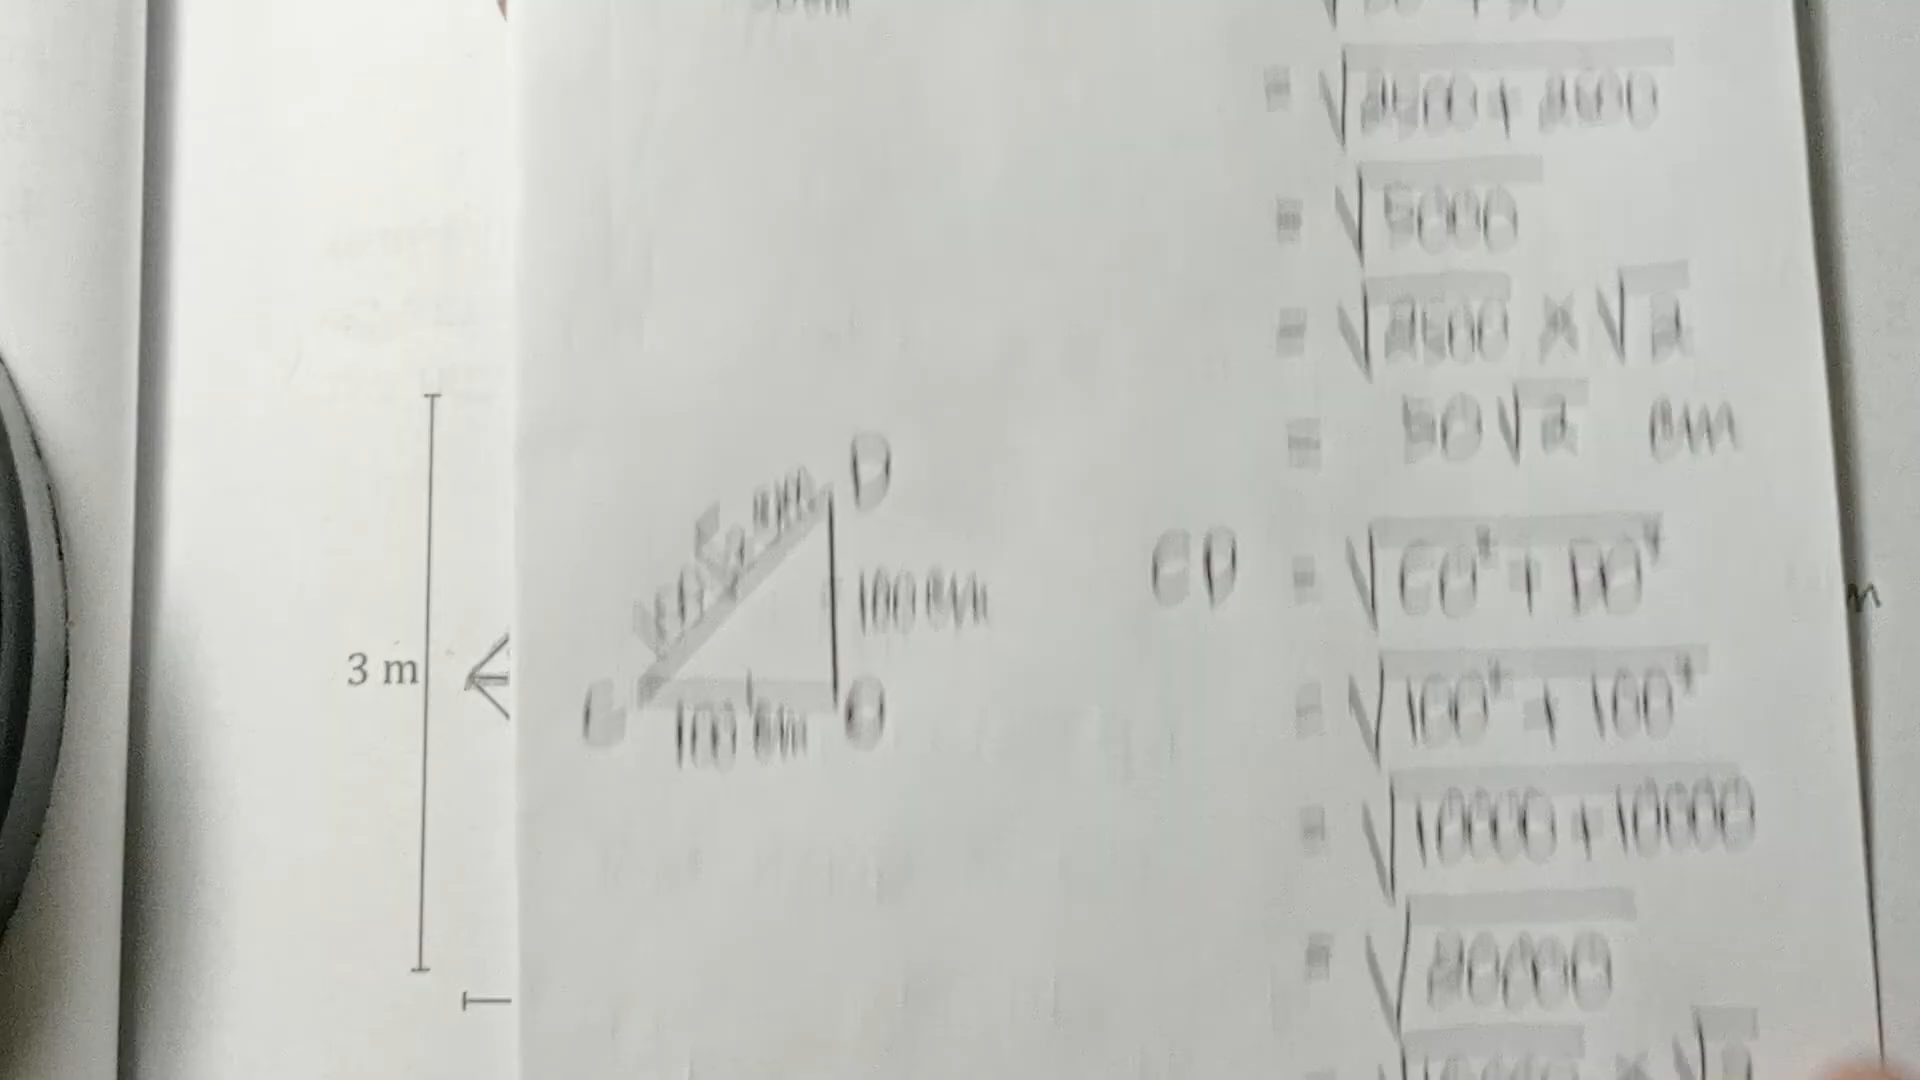 = √2500 + 2500
= √5000
= √2500 × √2
= 50√2 cm
D
100 cm
C
100 cm
O
3 m
CD = √CO² + DO²
= √100² + 100²
= √10000 + 10000
= √20000